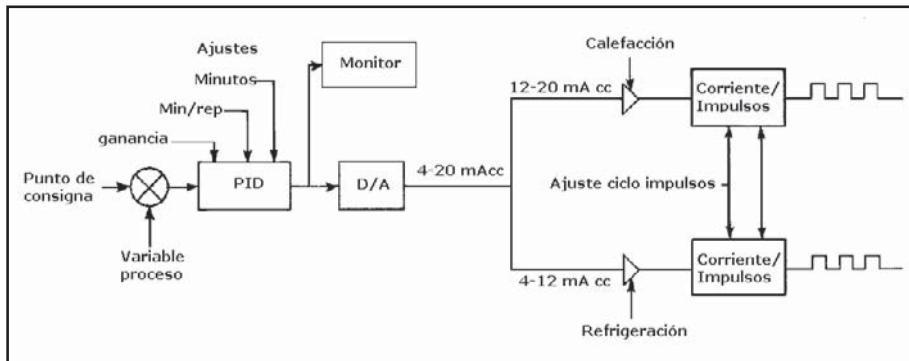 Ajustes
Minutos
Min/rep
ganancia
Punto de
consigna
Variable
proceso
PID
Monitor
D/A
4-20 mAcc
Calefacción
12-20 mA cc
Corriente/
Impulsos
Ajuste ciclo impulsos
4-12 mA cc
Refrigeración
Corriente/
Impulsos